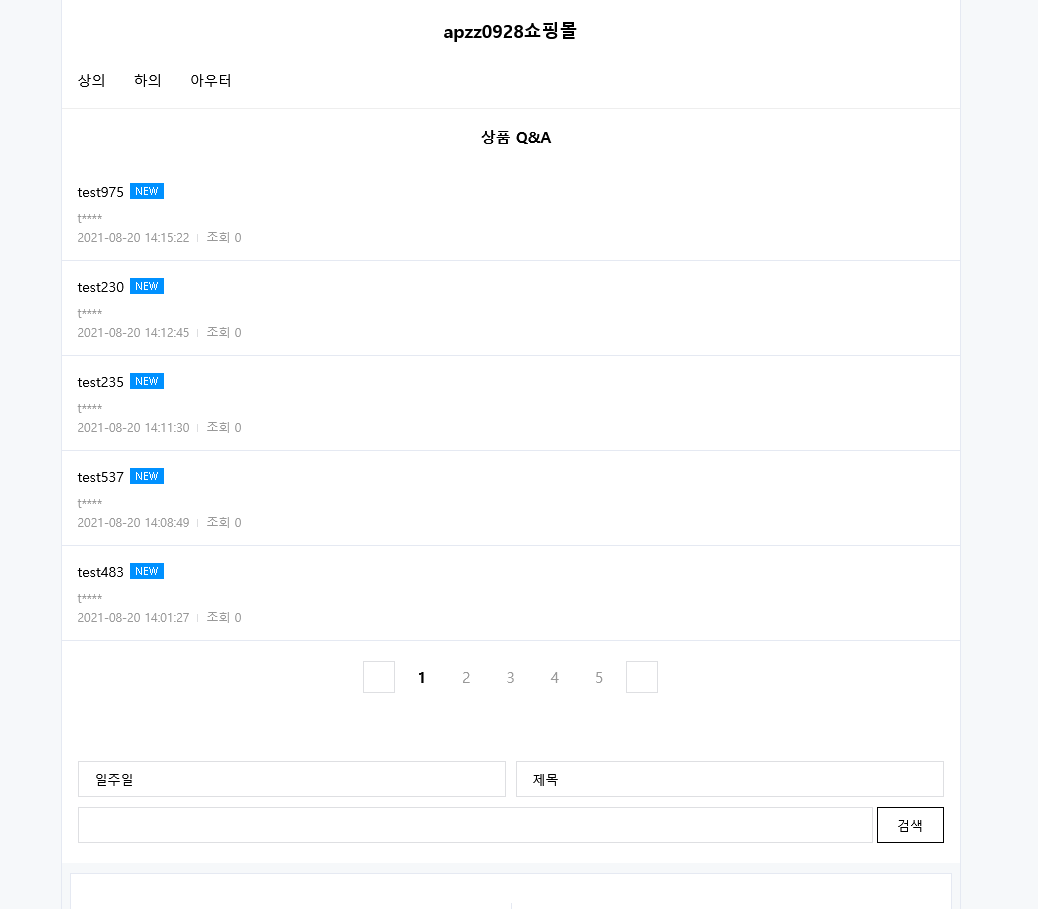 apzz0928쇼핑몰
상의 하의 아우터
상품 Q&A
test975 NEW
t****
2021-08-20 14:15:22 조회 0
test230 NEW
t****
2021-08-20 14:12:45 조회 0
test235 NEW
t****
2021-08-20 14:11:30 조회 0
test537 NEW
t****
2021-08-20 14:08:49 조회 0
test483 NEW
t****
2021-08-20 14:01:27 조회 0
1 2 3 4 5
일주일 제목
검색